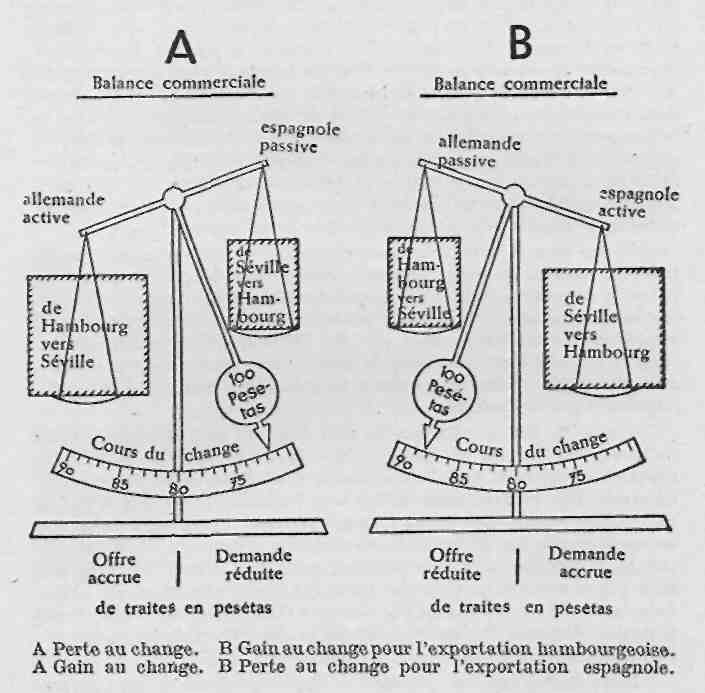 A
Balance commerciale
espagnole
passive
allemande
active
de
Hambourg
vers
Séville
de
Séville
vers
Ham-
bourg
100
Pese-
tas
Cours du change
90 85 80 75
Offre
accrue
Demande
réduite
de traites en pesétas
B
Balance commerciale
allemande
passive
espagnole
active
de
Ham-
bourg
vers
Séville
de
Séville
vers
Hambourg
100
Pesé-
tas
Cours du change
90 85 80 75
Offre
réduite
Demande
accrue
de traites en pésétas
A Perte au change. B Gain au change pour l'exportation hambourgeoise.
A Gain au change. B Perte au change pour l'exportation espagnole.